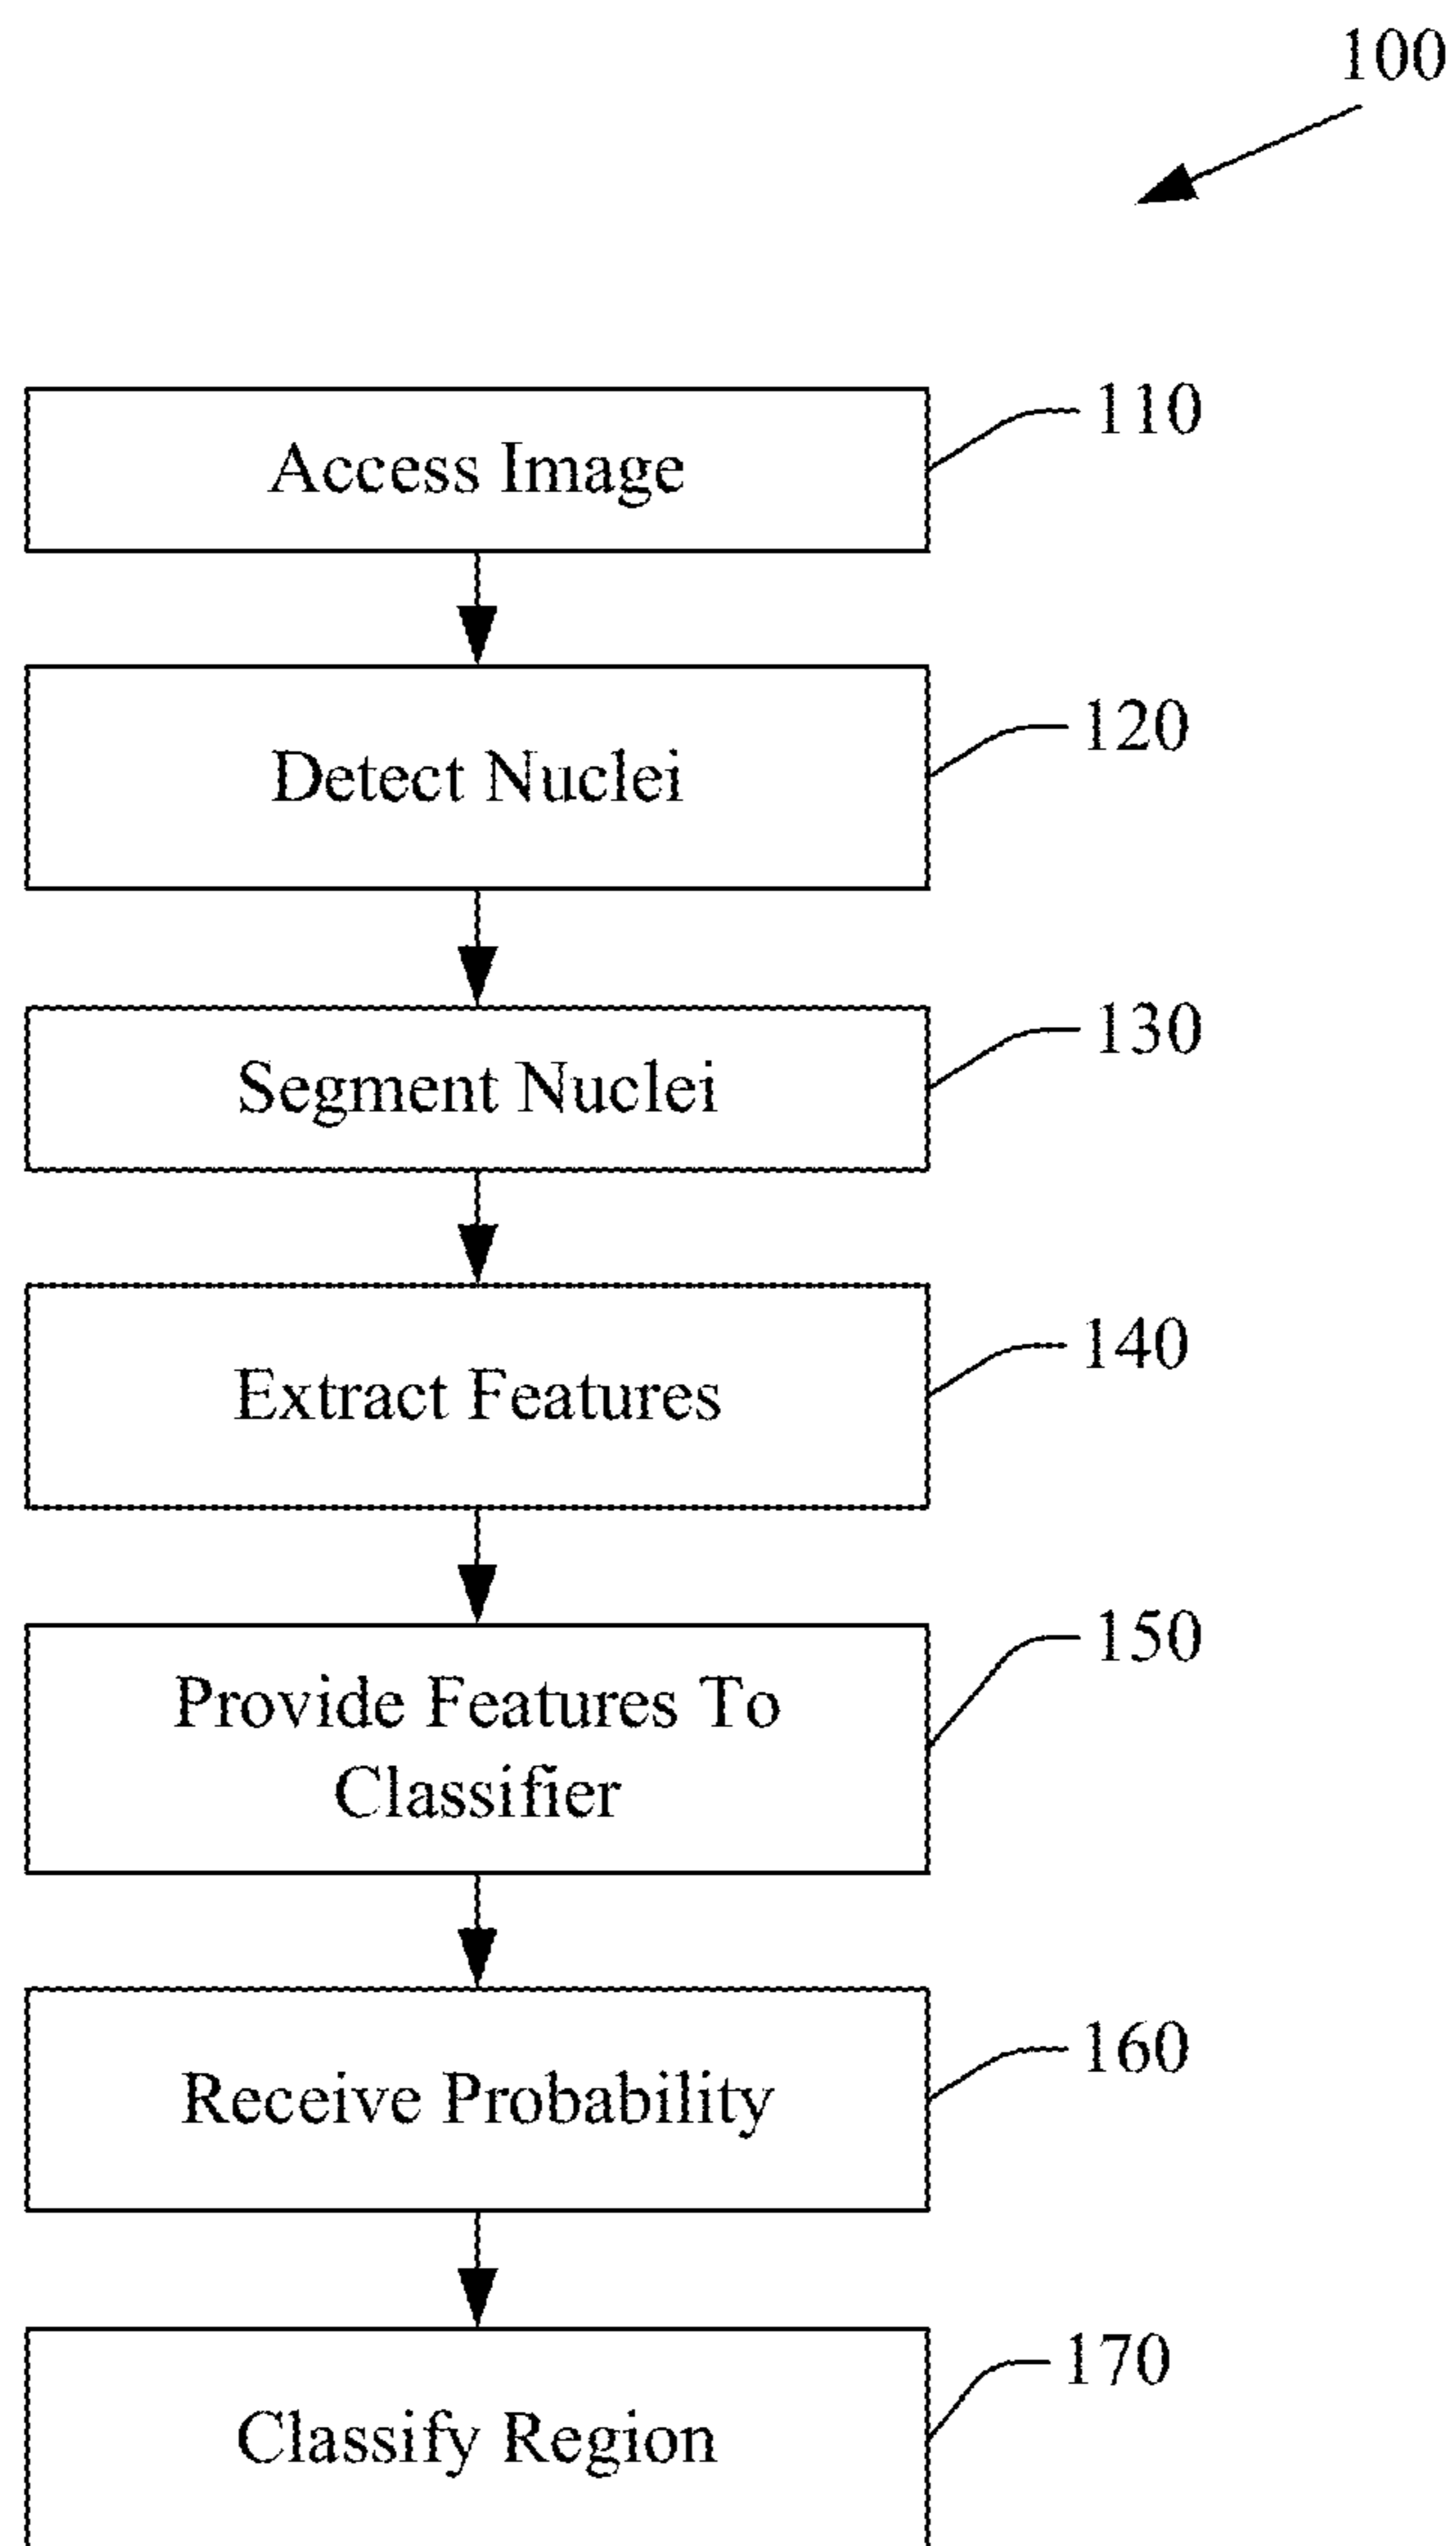 100
Access Image
110
Detect Nuclei
120
Segment Nuclei
130
Extract Features
140
Provide Features To
Classifier
150
Receive Probability
160
Classify Region
170